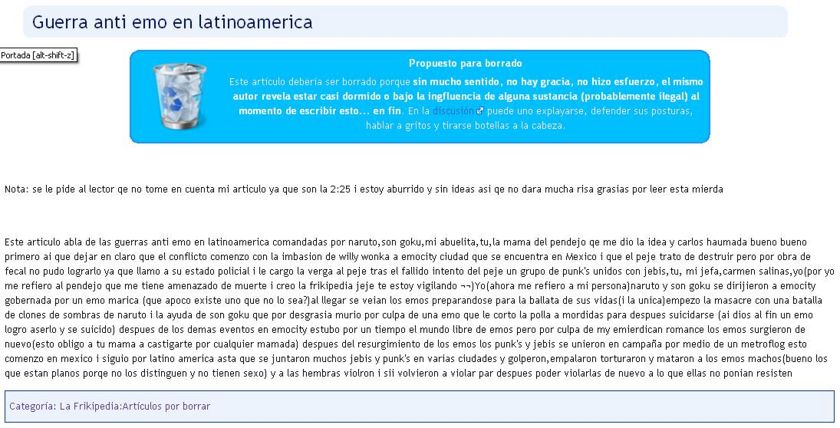 Guerra anti emo en latinoamerica
Portada [alt-shift-z]
Propuesto para borrado
Este artículo debería ser borrado porque sin mucho sentido, no hay gracia, no hizo esfuerzo, el mismo
autor revela estar casi dormido o bajo la ingfluencia de alguna sustancia (probablemente ilegal) al
momento de escribir esto... en fin. En la discusión puede uno explayarse, defender sus posturas,
hablar a gritos y tirarse botellas a la cabeza.
Nota: se le pide al lector qe no tome en cuenta mi articulo ya que son la 2:25 i estoy aburrido y sin ideas asi qe no dara mucha risa grasias por leer esta mierda
Este articulo abla de las guerras anti emo en latinoamerica comandadas por naruto,son goku,mi abuelita,tu,la mama del pendejo qe me dio la idea y carlos haumada bueno bueno
primero ai que dejar en claro que el conflicto comenzo con la imbasion de willy wonka a emocity ciudad que se encuentra en Mexico i que el peje trato de destruir pero por obra de
fecal no pudo lograrlo ya que llamo a su estado policial i le cargo la verga al peje tras el fallido intento del peje un grupo de punk's unidos con jebis,tu, mi jefa,carmen salinas,yo(por yo
me refiero al pendejo que me tiene amenazado de muerte i creo la frikipedia jeje te estoy vigilando ¬¬)Yo(ahora me refiero a mi persona)naruto y son goku se dirijieron a emocity
gobernada por un emo marica (que apoco existe uno que no lo sea?)al llegar se veian los emos preparandose para la ballata de sus vidas(i la unica)empezo la masacre con una batalla
de clones de sombras de naruto i la ayuda de son goku que por desgrasia murio por culpa de una emo que le corto la polla a mordidas para despues suicidarse (ai dios al fin un emo
logro aserlo y se suicido) despues de los demas eventos en emocity estubo por un tiempo el mundo libre de emos pero por culpa de my emierdican romance los emos surgieron de
nuevo(esto obligo a tu mama a castigarte por cualquier mamada) despues del resurgimiento de los emos los punk's y jebis se unieron en campaña por medio de un metroflog esto
comenzo en mexico i siguio por latino america asta que se juntaron muchos jebis y punk's en varias ciudades y golperon,empalaron torturaron y mataron a los emos machos(bueno los
que estan planos porqe no los distinguen y no tienen sexo) y a las hembras violron i sii volvieron a violar par despues poder violarlas de nuevo a lo que ellas no ponian resisten
Categoría: La Frikipedia:Artículos por borrar